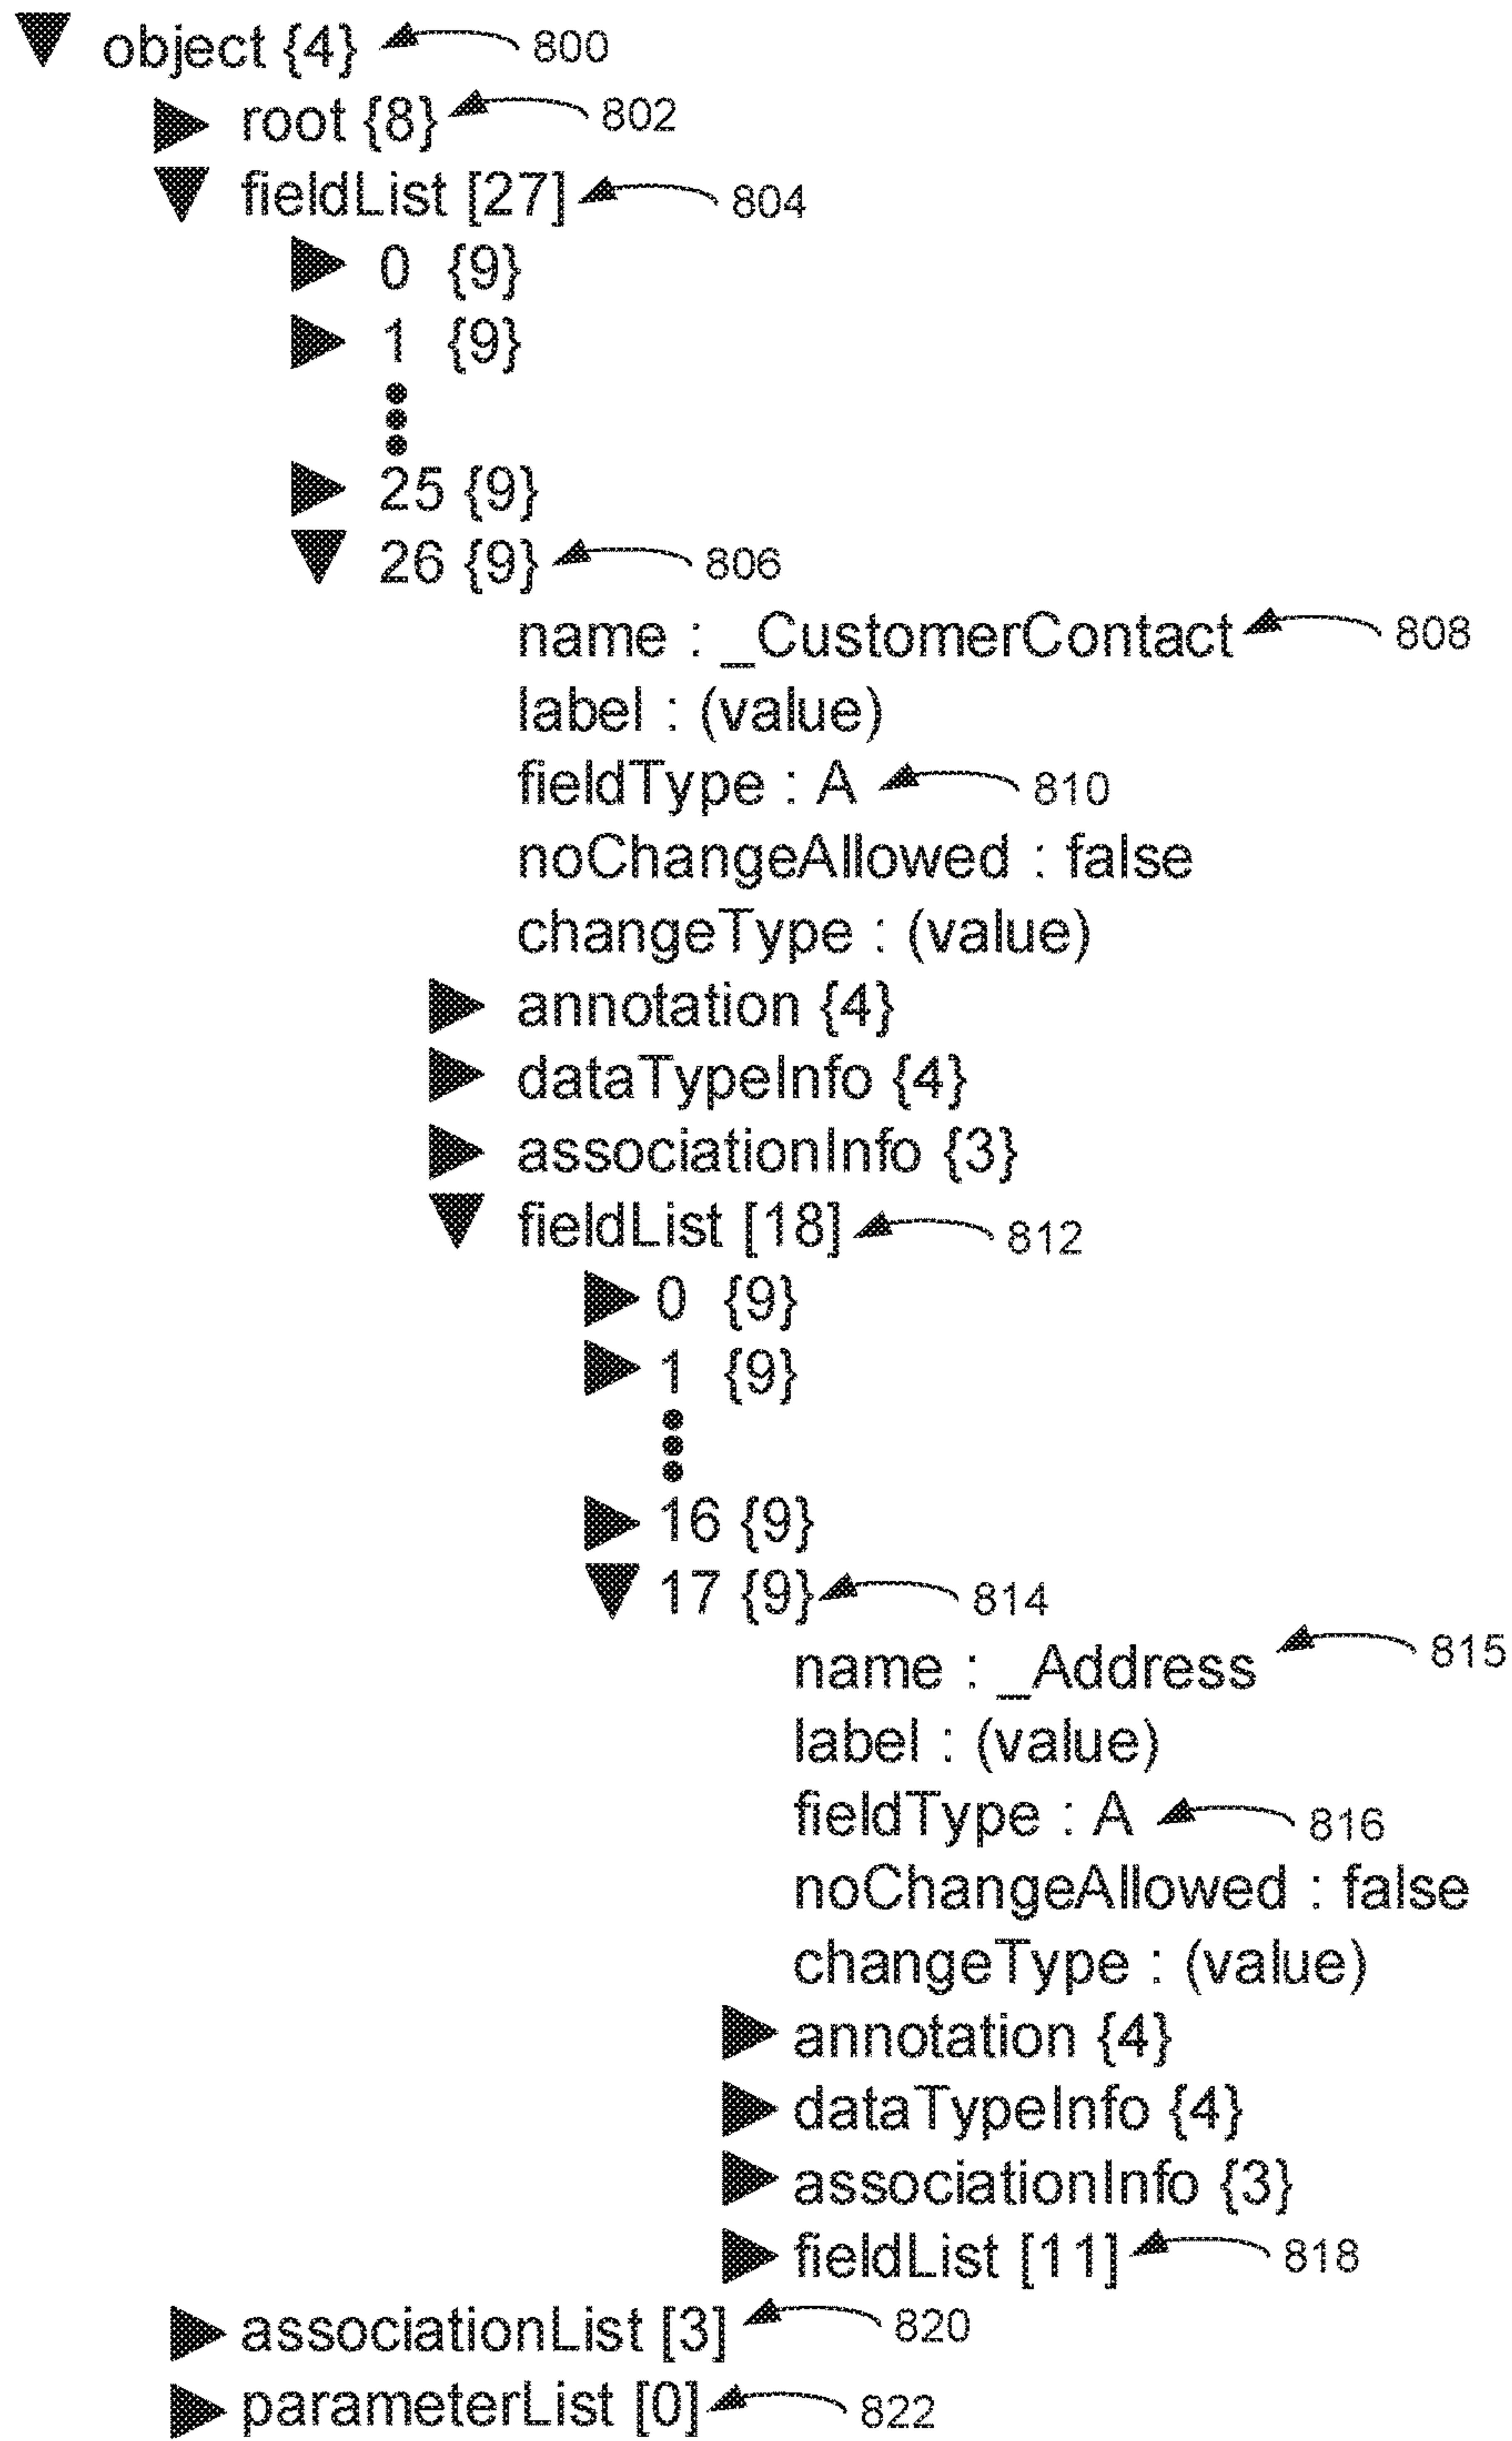 object {4} 800
root {8} 802
fieldList [27] 804
0 {9}
1 {9}
25 {9}
26 {9} 806
name : _CustomerContact 808
label : (value)
fieldType : A 810
noChangeAllowed : false
changeType : (value)
annotation {4}
dataTypeInfo {4}
associationInfo {3}
fieldList [18] 812
0 {9}
1 {9}
16 {9}
17 {9} 814
name : _Address 815
label : (value)
fieldType : A 816
noChangeAllowed : false
changeType : (value)
annotation {4}
dataTypeInfo {4}
associationInfo {3}
fieldList [11] 818
associationList [3] 820
parameterList [0] 822